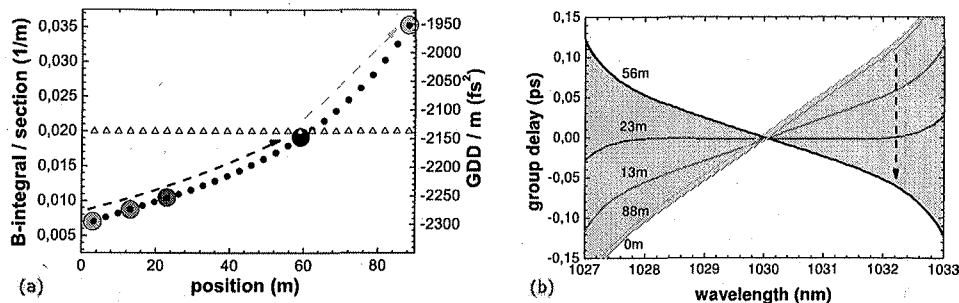 B-integral / section (1/m)
0,035
0,030
0,025
0,020
0,015
0,010
0,005
-1950
-2000
-2050
-2100
-2150
-2200
-2250
-2300
GDD / m (fs²)
0
20
40
60
80
position (m)
(a)
group delay (ps)
0,15
0,10
0,05
0,00
-0,05
-0,10
-0,15
56m
23m
13m
88m
0m
1027
1028
1029
1030
1031
1032
1033
wavelength (nm)
(b)